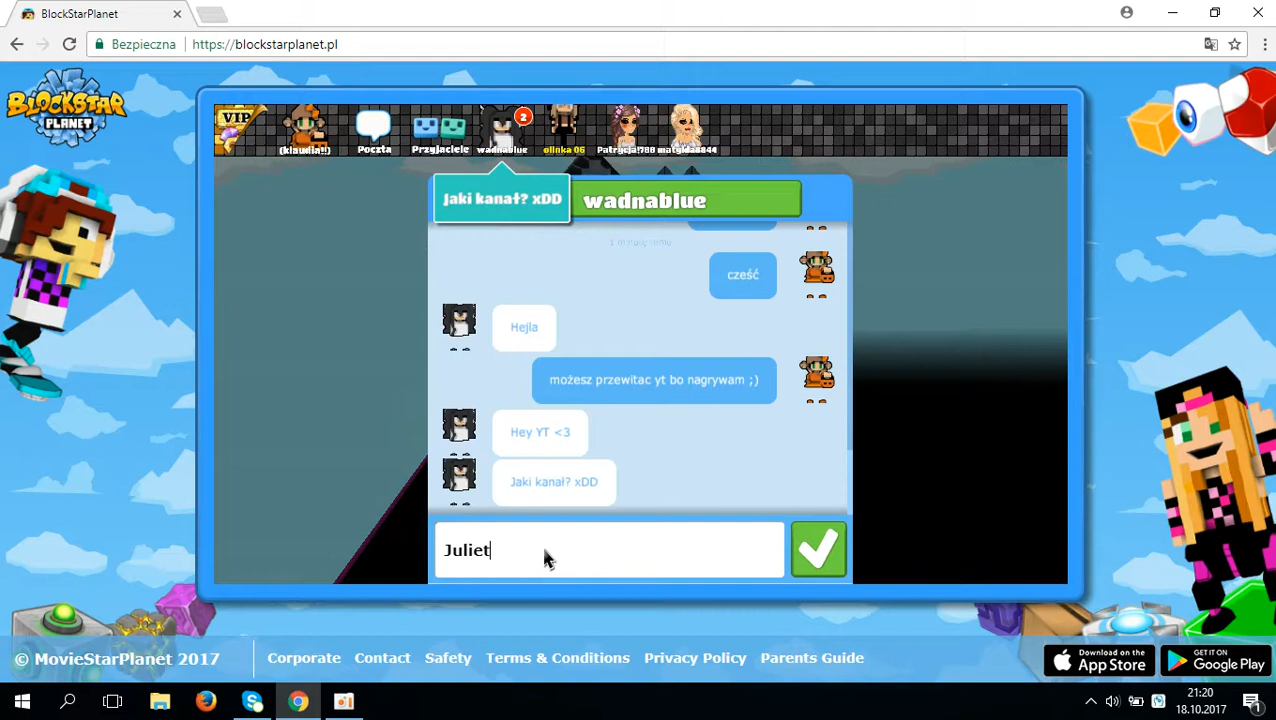 BlockStarPlanet
Bezpieczna
https://blockstarplanet.pl
BLOCKSTAR
PLANET
VIP
(klaudia!!)
Poczta
Przyjaciele
2
wadnablue
olinka 06
Jaki kanał? xDD
wadnablue
cześć
Hejla
możesz przewitac yt bo nagrywam ;)
Hey YT <3
Jaki kanał? xDD
Juliet
© MovieStarPlanet 2017
Corporate
Contact
Safety
Terms & Conditions
Privacy Policy
Parents Guide
Download on the
App Store
GET IT ON
Google Play
21:20
18.10.2017
1